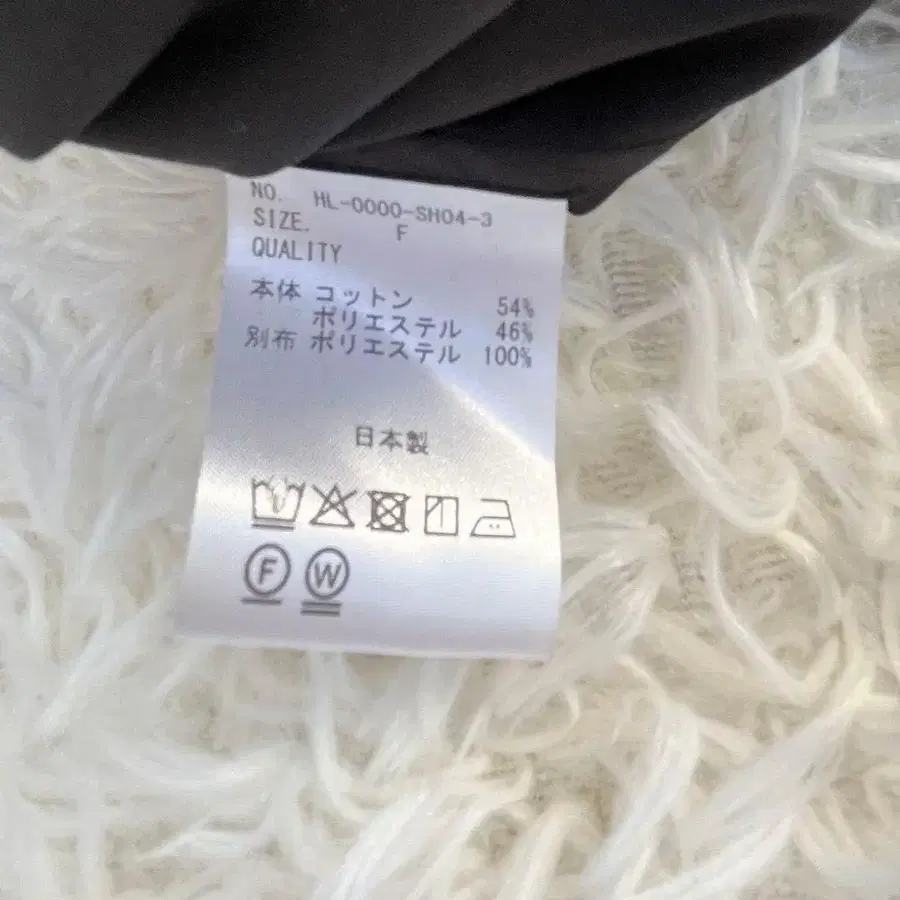 NO. HL-0000-SH04-3
SIZE. F
QUALITY
本体 コットン 54%
ポリエステル 46%
別布 ポリエステル 100%
日本製
F W